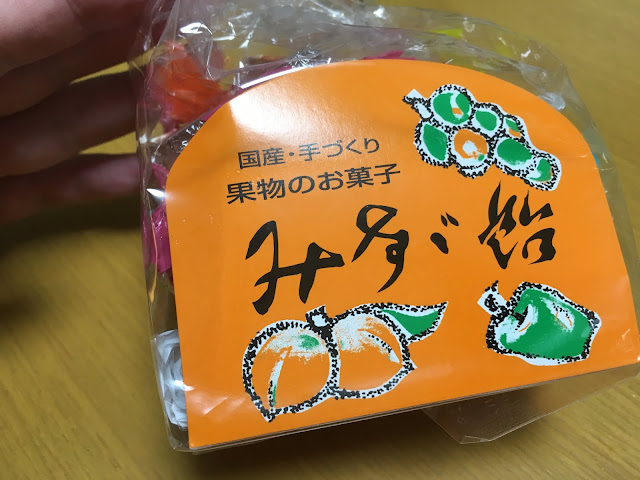 国産・手づくり
果物のお菓子
みすゞ飴